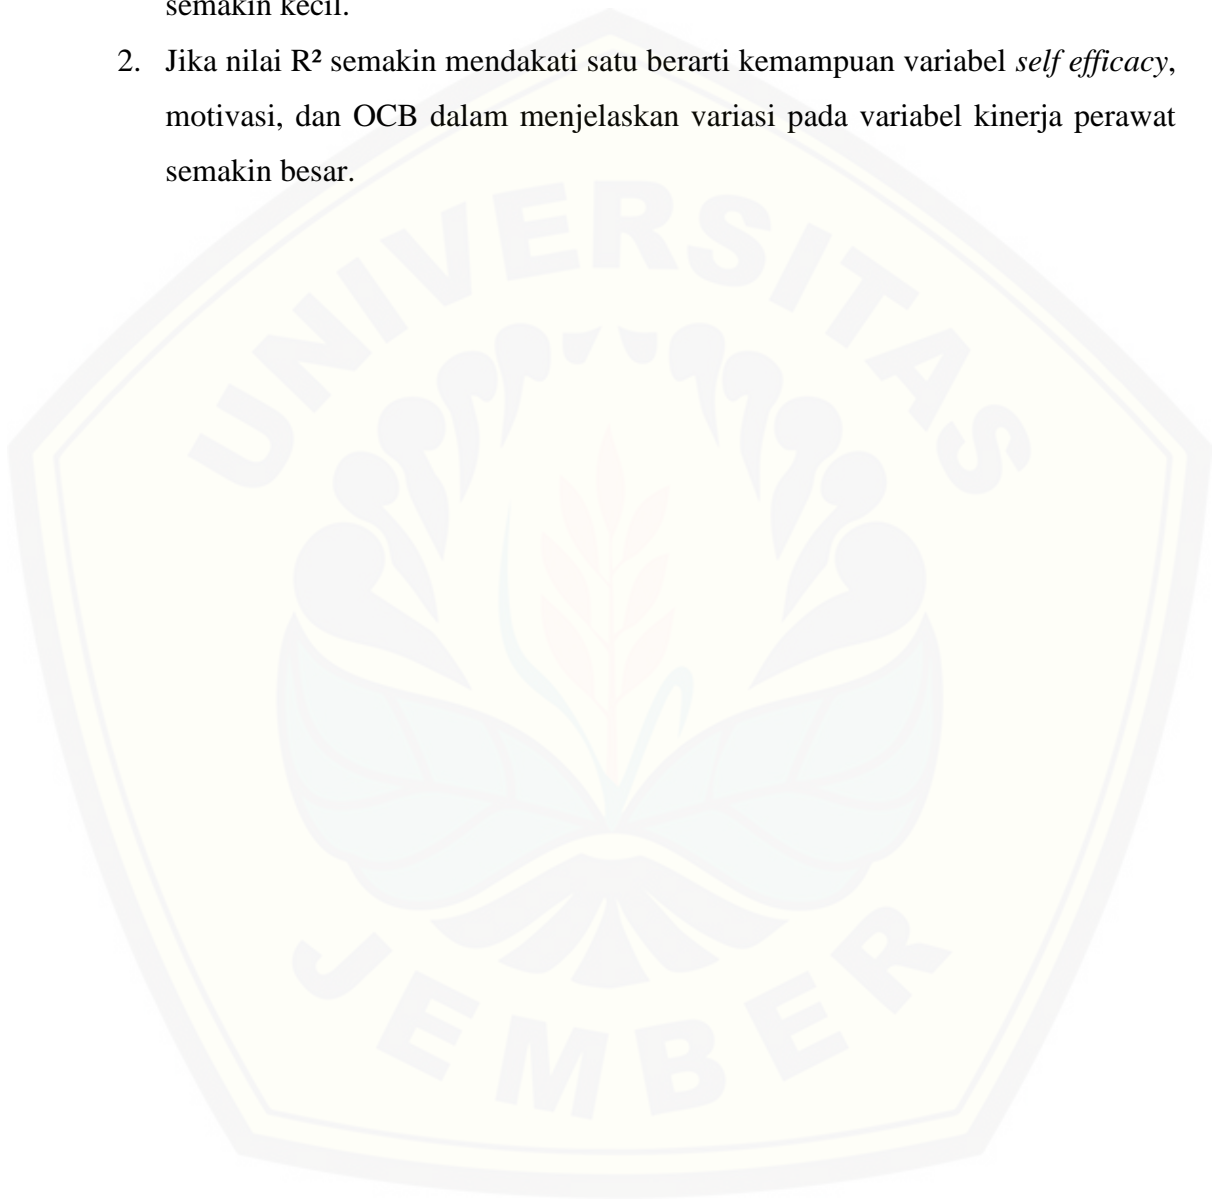 semakin kecil.
2. Jika nilai R² semakin mendakati satu berarti kemampuan variabel self efficacy,
motivasi, dan OCB dalam menjelaskan variasi pada variabel kinerja perawat
semakin besar.
UNIVERSITAS
JEMBER